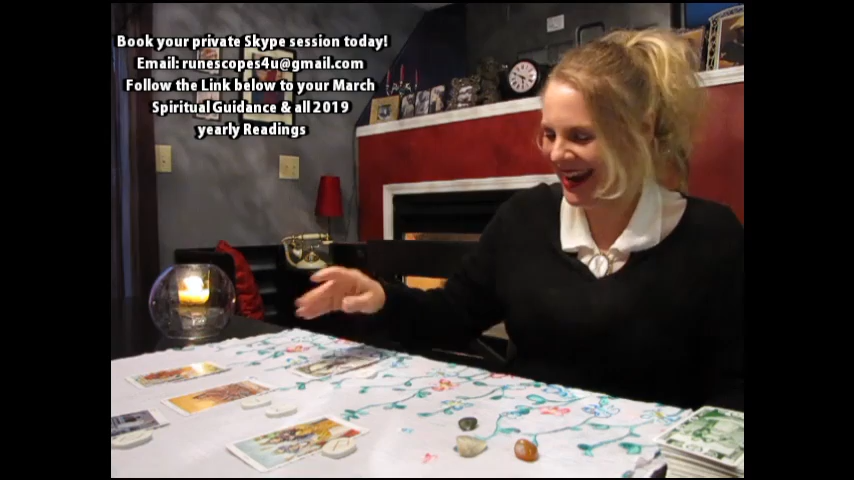 Book your private Skype session today!
Email: runescopes4u@gmail.com
Follow the Link below to your March
Spiritual Guidance & all 2019
yearly Readings